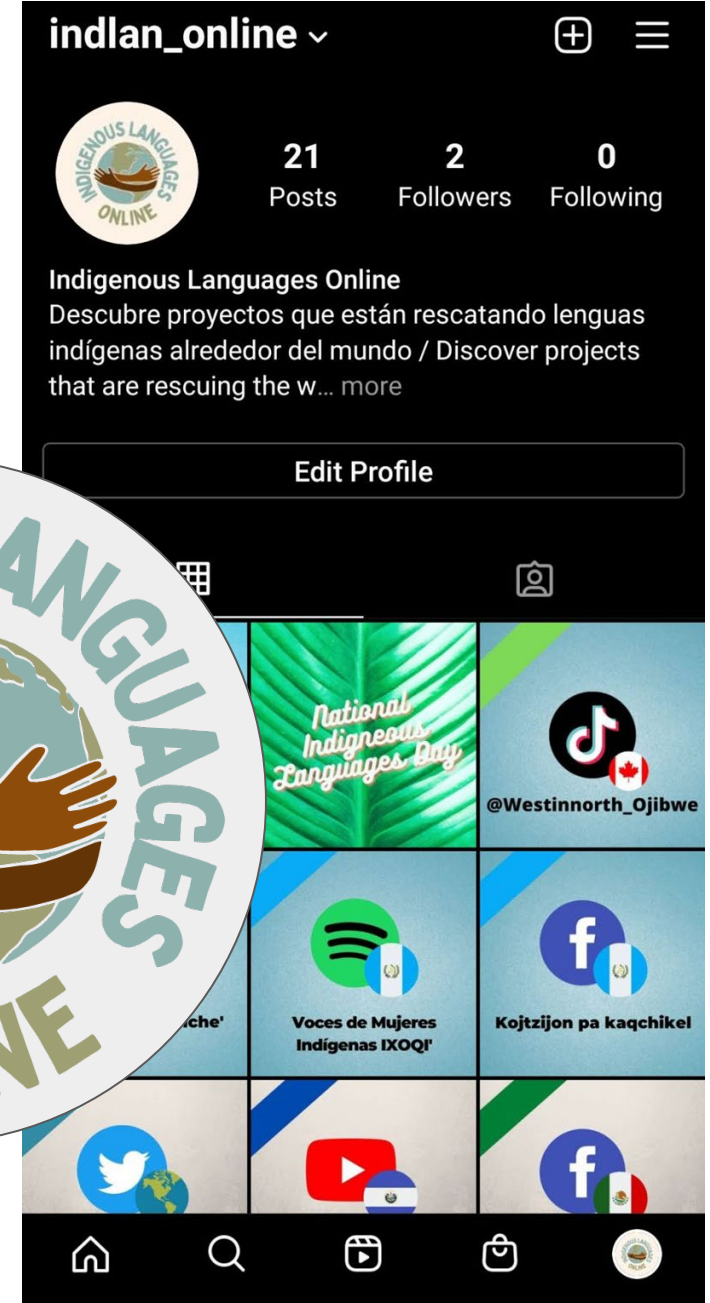 indlan_online
INDIGENOUS LANGUAGES
ONLINE
21
2
0
Posts
Followers
Following
Indigenous Languages Online
Descubre proyectos que están rescatando lenguas
indígenas alrededor del mundo / Discover projects
that are rescuing the w... more
Edit Profile
LANGUAGES
National
Indigneous
Languages Day
@Westinnorth_Ojibwe
iche'
Voces de Mujeres
Indígenas IXOQI'
Kojtzijon pa kaqchikel